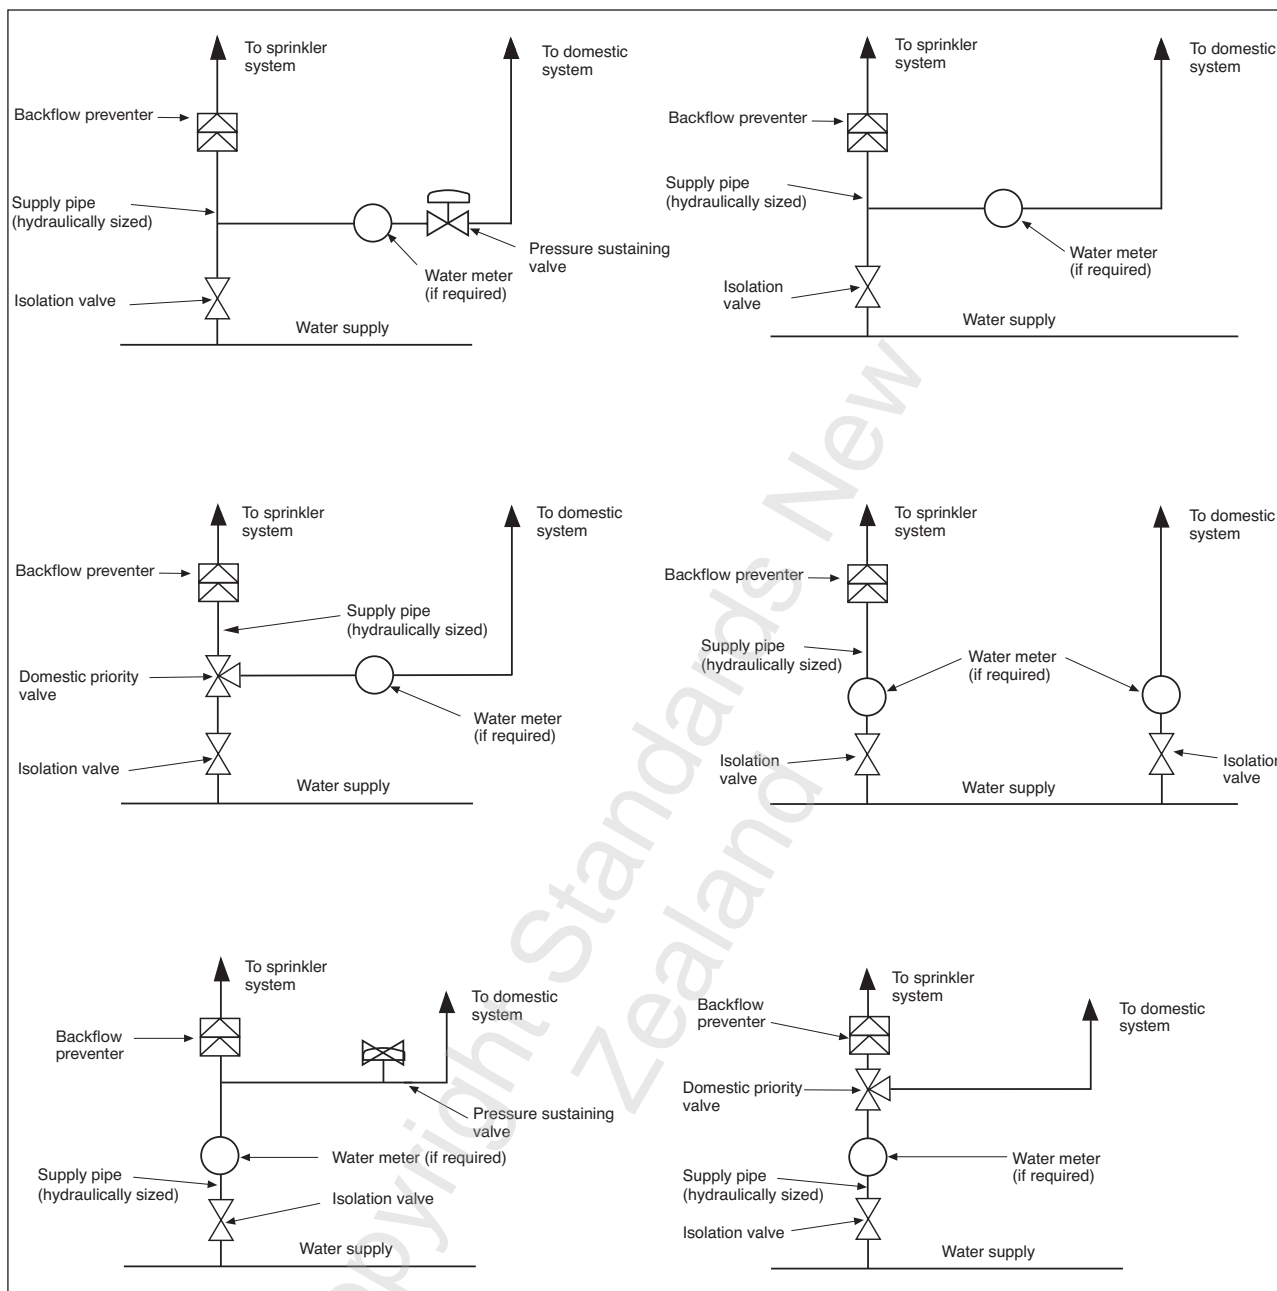 To sprinkler
system
To domestic
system
Backflow preventer
Supply pipe
(hydraulically sized)
Pressure sustaining
valve
Water meter
(if required)
Isolation valve
Water supply
To sprinkler
system
To domestic
system
Backflow preventer
Supply pipe
(hydraulically sized)
Water meter
(if required)
Isolation
valve
Water supply
To sprinkler
system
To domestic
system
Backflow preventer
Supply pipe
(hydraulically sized)
Domestic priority
valve
Water meter
(if required)
Isolation valve
Water supply
To sprinkler
system
To domestic
system
Backflow preventer
Supply pipe
(hydraulically sized)
Water meter
(if required)
Isolation
valve
Isolation
valve
Water supply
To sprinkler
system
To domestic
system
Backflow
preventer
Pressure sustaining
valve
Water meter (if required)
Supply pipe
(hydraulically sized)
Isolation valve
Water supply
To sprinkler
system
To domestic
system
Backflow
preventer
Domestic priority
valve
Water meter
(if required)
Supply pipe
(hydraulically sized)
Isolation valve
Water supply
opyright Standards New
Zealand